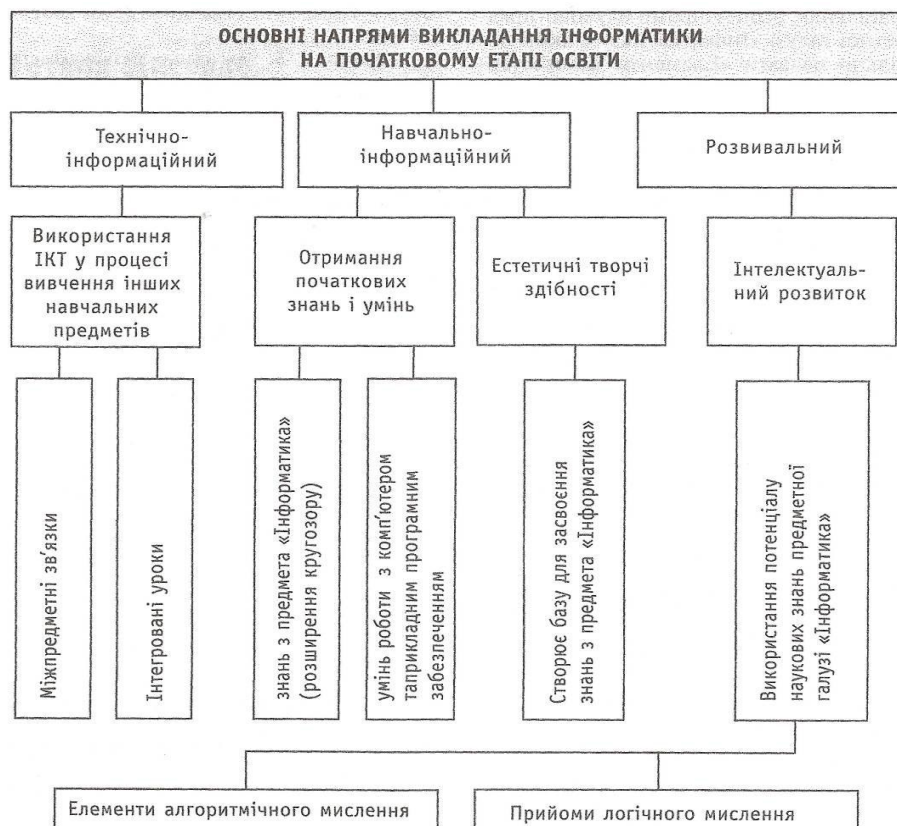 ОСНОВНІ НАПРЯМИ ВИКЛАДАННЯ ІНФОРМАТИКИ
НА ПОЧАТКОВОМУ ЕТАПІ ОСВІТИ
Технічно-
інформаційний
Навчально-
інформаційний
Розвивальний
Використання
ІКТ у процесі
вивчення інших
навчальних
предметів
Отримання
початкових
знань і умінь
Естетичні творчі
здібності
Інтелектуаль-
ний розвиток
Міжпредметні зв'язки
Інтегровані уроки
знань з предмета «Інформатика»
(розширення кругозору)
умінь роботи з комп'ютером
таприкладним програмним
забезпеченням
Створює базу для засвоєння
знань з предмета «Інформатика»
Використання потенціалу
наукових знань предметної
галузі «Інформатика»
Елементи алгоритмічного мислення
Прийоми логічного мислення